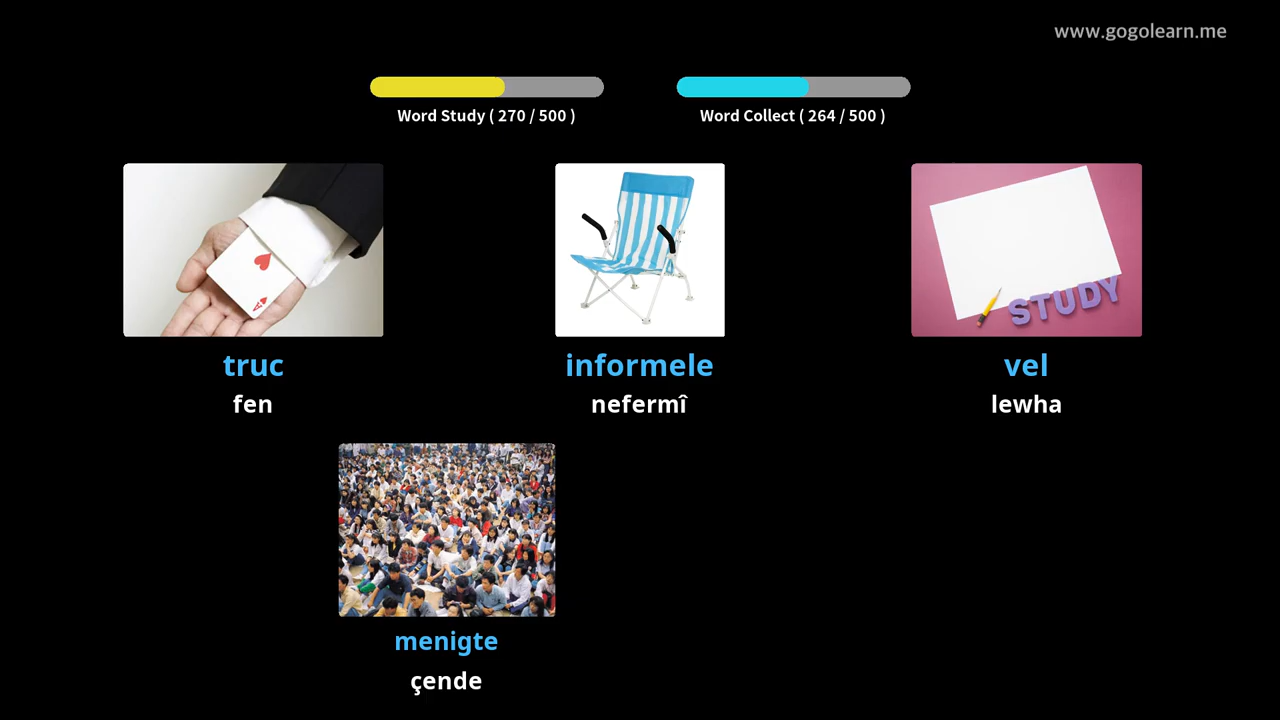 www.gogolearn.me
Word Study ( 270 / 500 )
Word Collect ( 264 / 500 )
A
STUDY
truc
informele
vel
fen
nefermî
lewha
menigte
çende